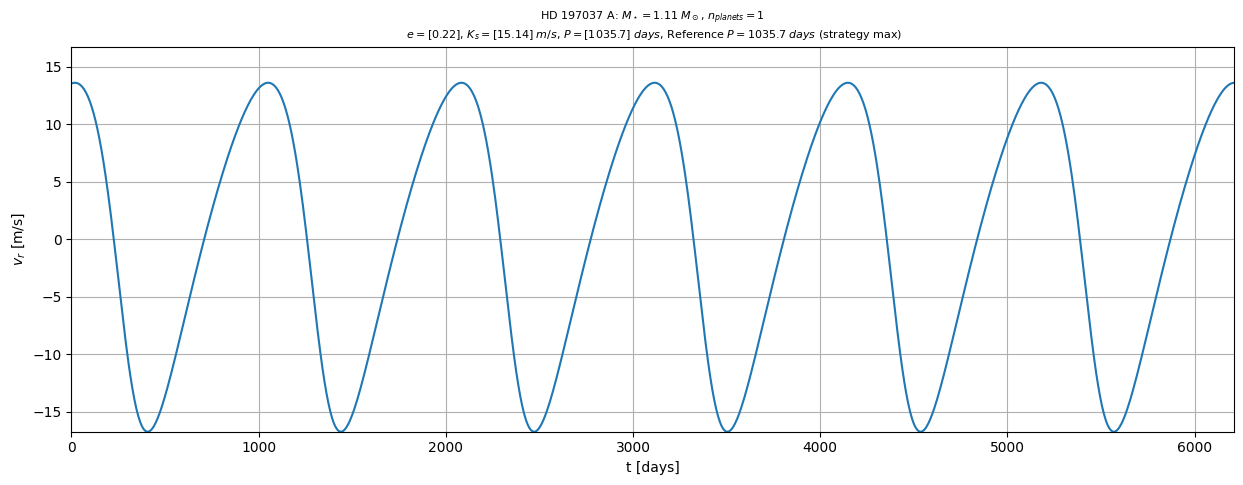 HD 197037 A: $M_\star = 1.11\ M_\odot$, $n_{planets} = 1$
$e = [0.22]$, $K_s = [15.14]\ m/s$, $P = [1035.7]\ days$, Reference $P = 1035.7\ days$ (strategy max)
15
10
5
0
−5
−10
−15
$v_r$ [m/s]
0 1000 2000 3000 4000 5000 6000
t [days]